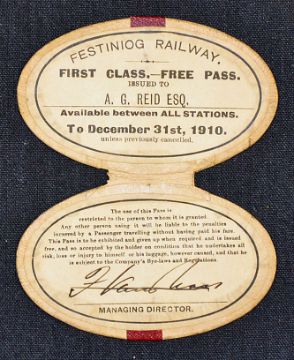 FESTINIOG RAILWAY.
FIRST CLASS.—FREE PASS.
ISSUED TO
A. G. REID ESQ.
Available between ALL STATIONS.
To December 31st, 1910.
unless previously cancelled.
The use of this Pass is
restricted to the person to whom it is granted.
Any other person using it will be liable to the penalties
incurred by a Passenger travelling without having paid his fare.
This Pass is to be exhibited and given up when required, and is issued
free, and so accepted by the holder on condition that he undertakes all
risk, loss or injury to himself or his luggage, however caused, and that he
is subject to the Company's Bye-laws and Regulations.
MANAGING DIRECTOR.